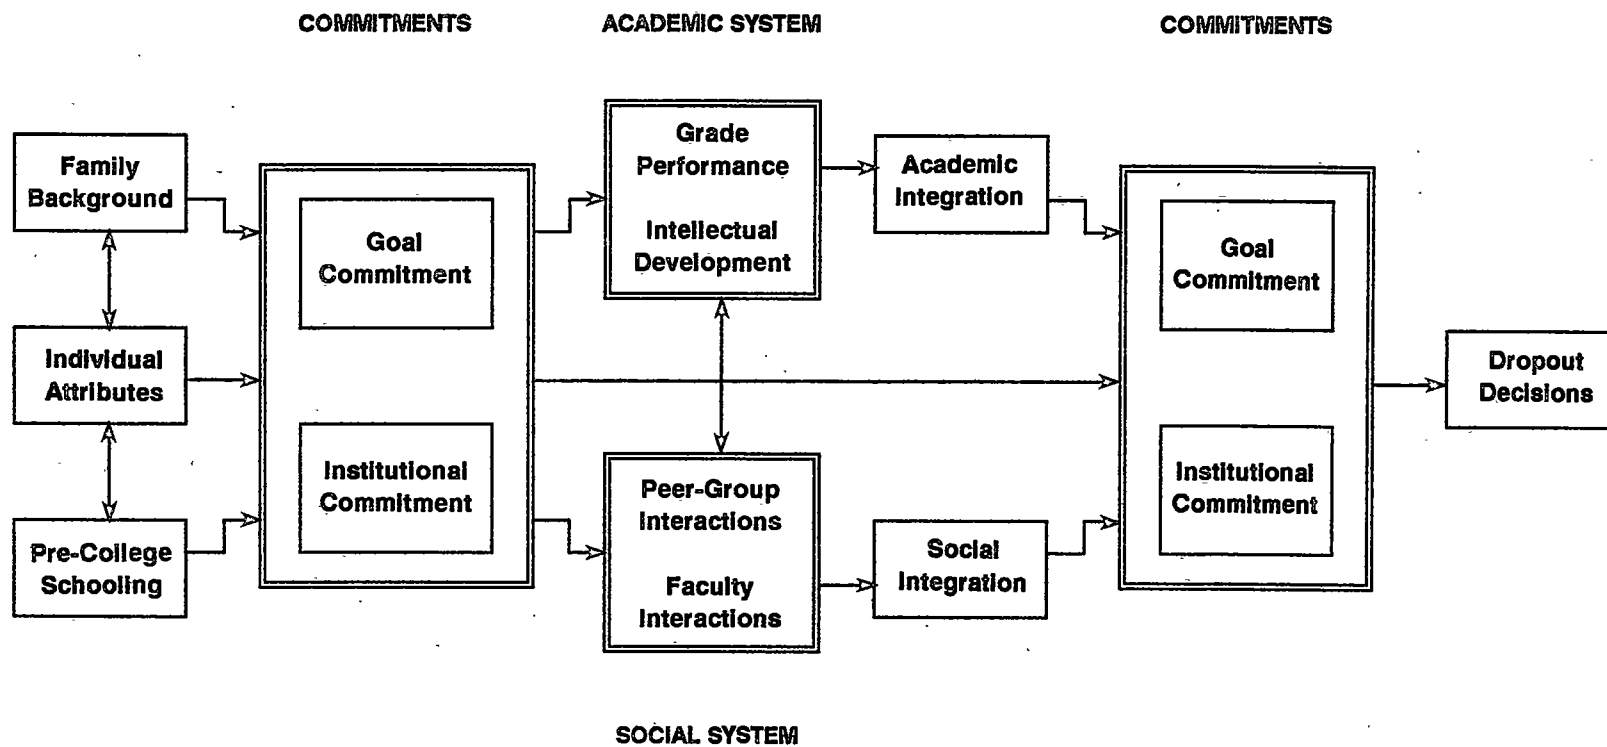 COMMITMENTS
ACADEMIC SYSTEM
COMMITMENTS
Family
Background
Individual
Attributes
Pre-College
Schooling
Goal
Commitment
Institutional
Commitment
Grade
Performance
Intellectual
Development
Peer-Group
Interactions
Faculty
Interactions
Academic
Integration
Social
Integration
Goal
Commitment
Institutional
Commitment
Dropout
Decisions
SOCIAL SYSTEM